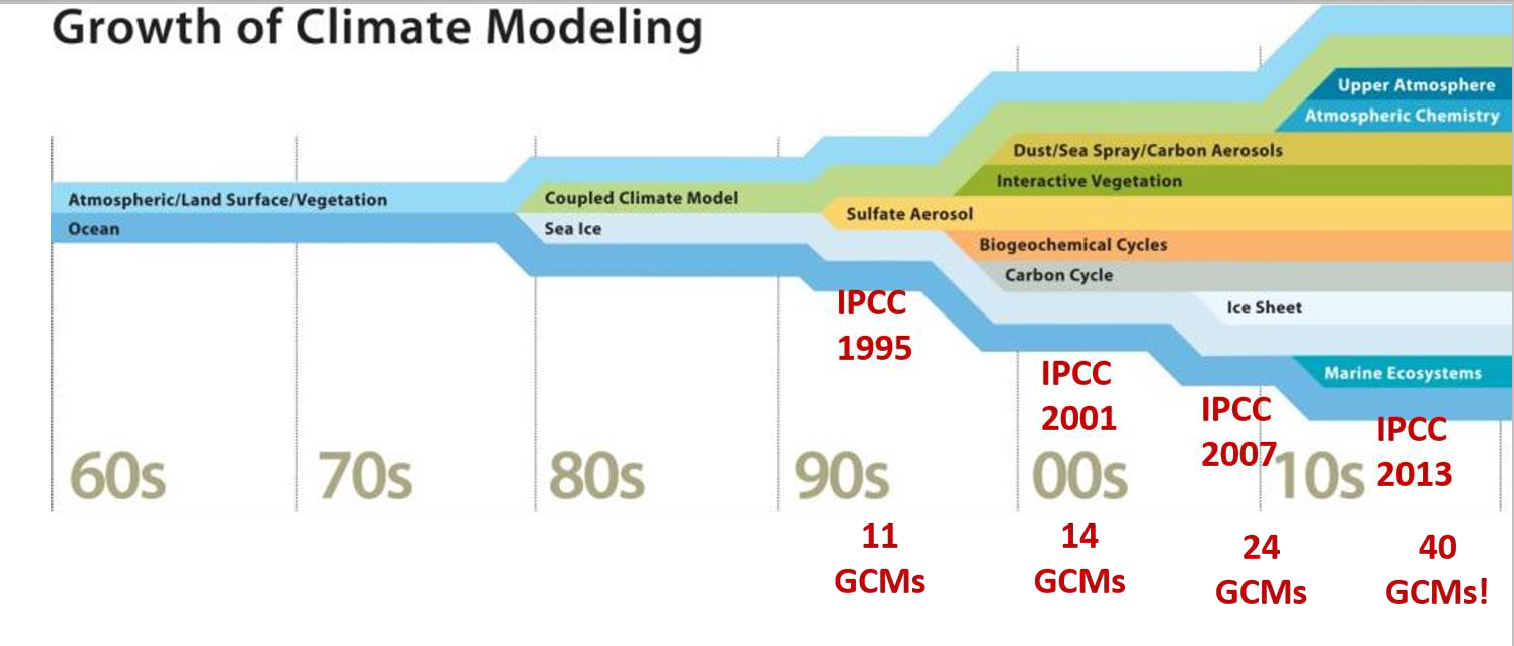 Growth of Climate Modeling
Upper Atmosphere
Atmospheric Chemistry
Dust/Sea Spray/Carbon Aerosols
Interactive Vegetation
Atmospheric/Land Surface/Vegetation
Coupled Climate Model
Sulfate Aerosol
Ocean
Sea Ice
Biogeochemical Cycles
Carbon Cycle
Ice Sheet
Marine Ecosystems
IPCC
1995
IPCC
2001
IPCC
2007
IPCC
2013
60s
70s
80s
90s
00s
10s
11
GCMs
14
GCMs
24
GCMs
40
GCMs!